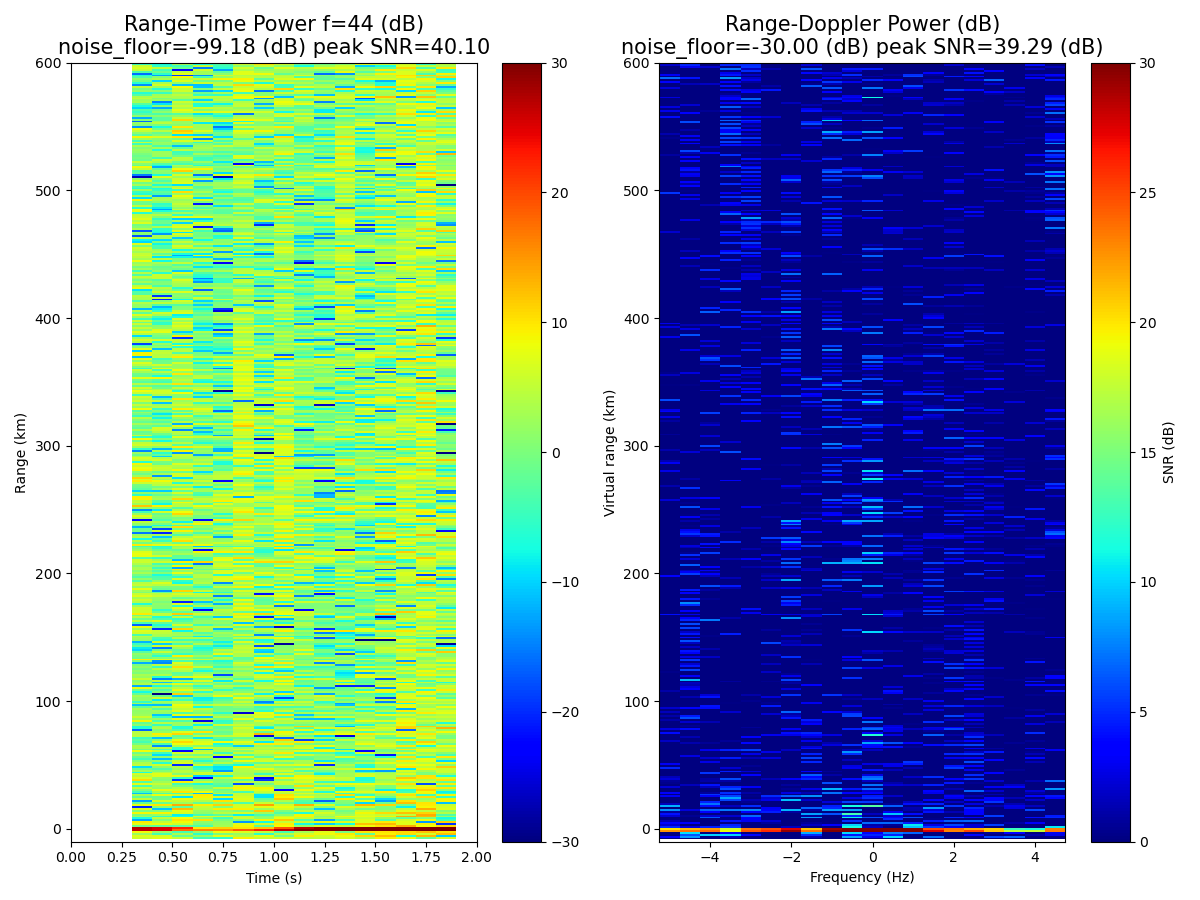 Range-Time Power f=44 (dB)
noise_floor=-99.18 (dB) peak SNR=40.10
600
500
400
300
200
100
0
Range (km)
0.00 0.25 0.50 0.75 1.00 1.25 1.50 1.75 2.00
Time (s)
30
20
10
0
−10
−20
−30
Range-Doppler Power (dB)
noise_floor=-30.00 (dB) peak SNR=39.29 (dB)
600
500
400
300
200
100
0
Virtual range (km)
−4 −2 0 2 4
Frequency (Hz)
30
25
20
15
10
5
0
SNR (dB)